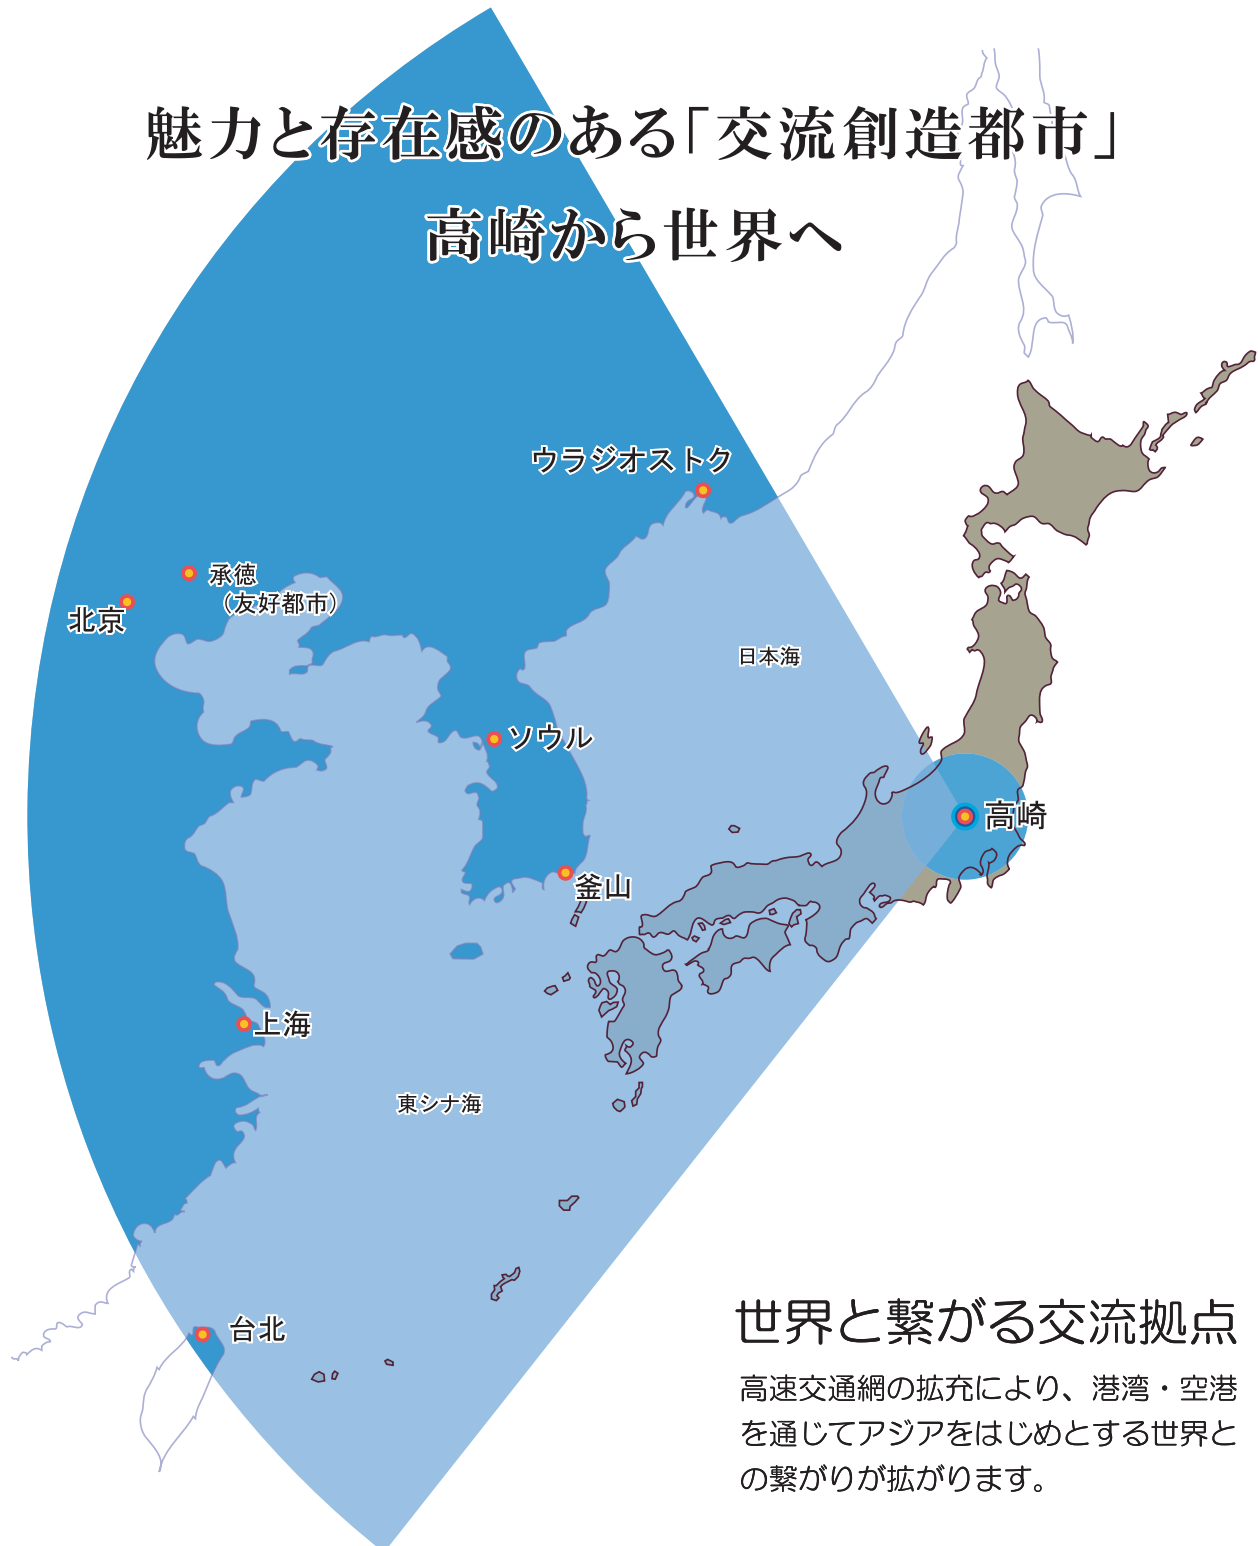 魅力と存在感のある「交流創造都市」
高崎から世界へ
ウラジオストク
承徳
（友好都市）
北京
日本海
ソウル
高崎
釜山
上海
東シナ海
台北
世界と繋がる交流拠点
高速交通網の拡充により、港湾・空港
を通じてアジアをはじめとする世界と
の繋がりが拡がります。